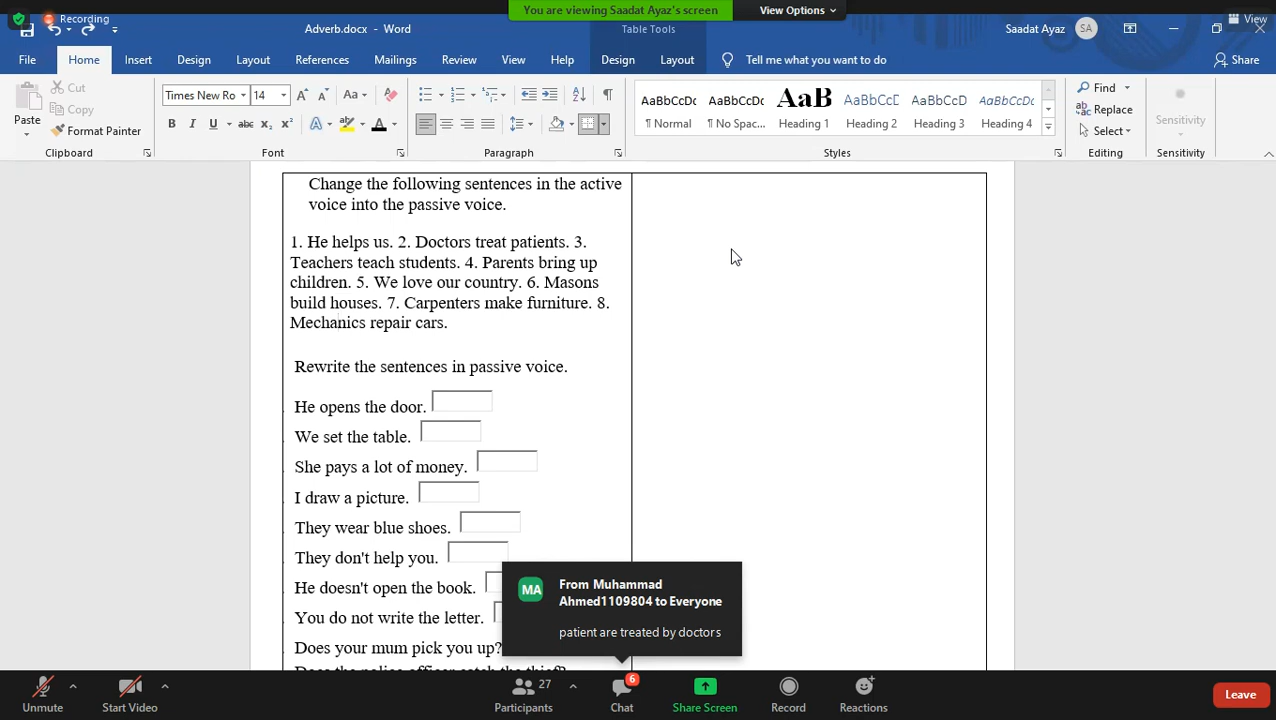 Recording
You are viewing Saadat Ayaz's screen
View Options
View
Adverb.docx - Word
Table Tools
Saadat Ayaz
SA
File
Home
Insert
Design
Layout
References
Mailings
Review
View
Help
Design
Layout
Tell me what you want to do
Share
Paste
Cut
Copy
Format Painter
Clipboard
Times New Ro
14
Font
Paragraph
AaBbCcDc
AaBbCcDc
AaB
AaBbCcD
AaBbCcDc
AaBbCcDc
¶ Normal
¶ No Spac...
Heading 1
Heading 2
Heading 3
Heading 4
Styles
Find
Replace
Select
Editing
Sensitivity
Sensitivity
Change the following sentences in the active
voice into the passive voice.
1. He helps us. 2. Doctors treat patients. 3.
Teachers teach students. 4. Parents bring up
children. 5. We love our country. 6. Masons
build houses. 7. Carpenters make furniture. 8.
Mechanics repair cars.
Rewrite the sentences in passive voice.
He opens the door.
We set the table.
She pays a lot of money.
I draw a picture.
They wear blue shoes.
They don't help you.
He doesn't open the book.
You do not write the letter.
Does your mum pick you up?
Does the police officer catch the thief?
MA
From Muhammad
Ahmed1109804 to Everyone
patient are treated by doctors
Unmute
Start Video
27
Participants
6
Chat
Share Screen
Record
Reactions
Leave